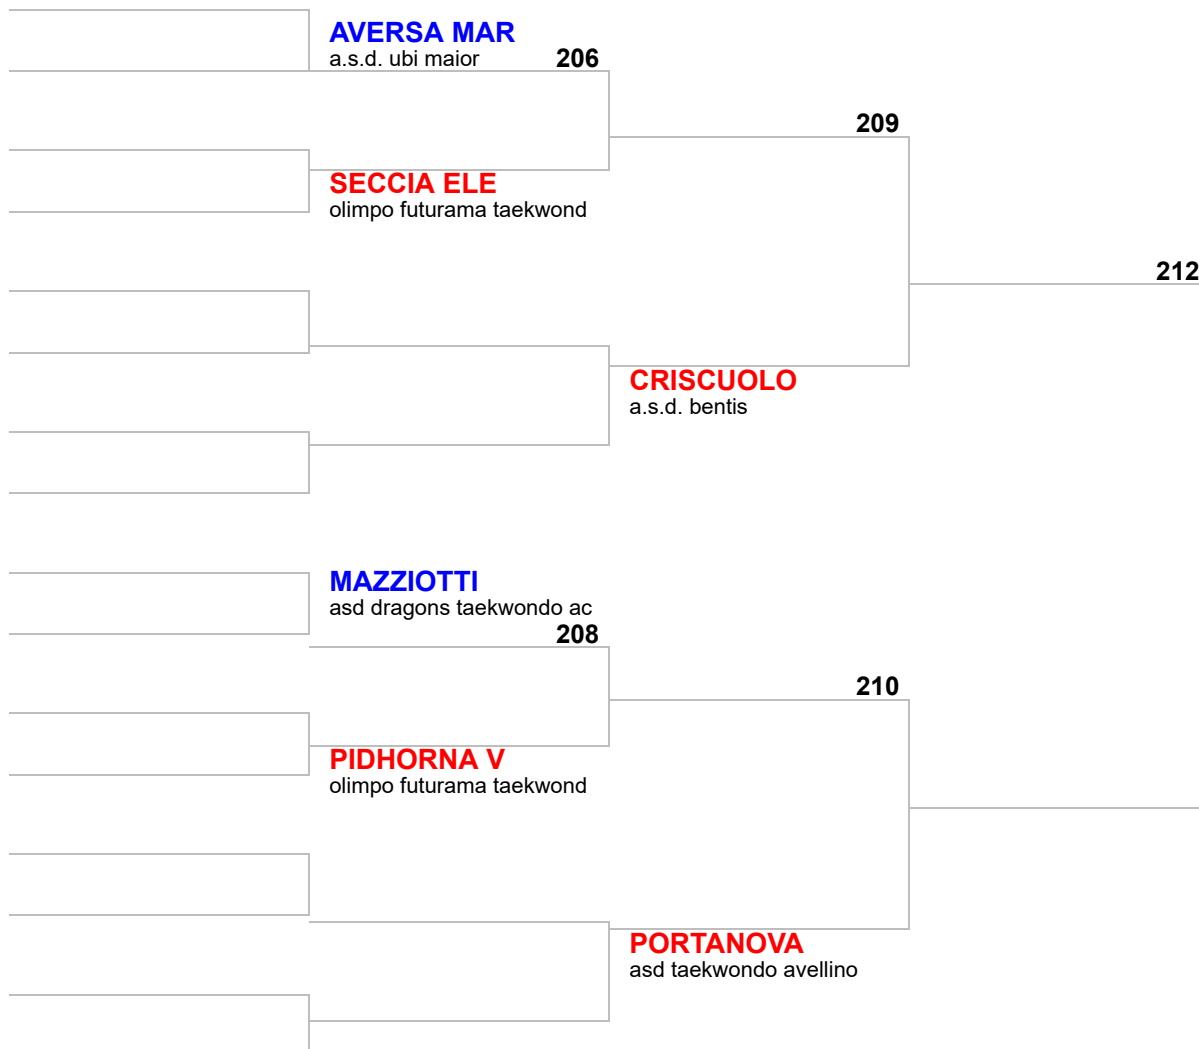 AVERSA MAR
a.s.d. ubi maior
206
209
SECCIA ELE
olimpo futurama taekwond
212
CRISCUOLO
a.s.d. bentis
MAZZIOTTI
asd dragons taekwondo ac
208
210
PIDHORNA V
olimpo futurama taekwond
PORTANOVA
asd taekwondo avellino